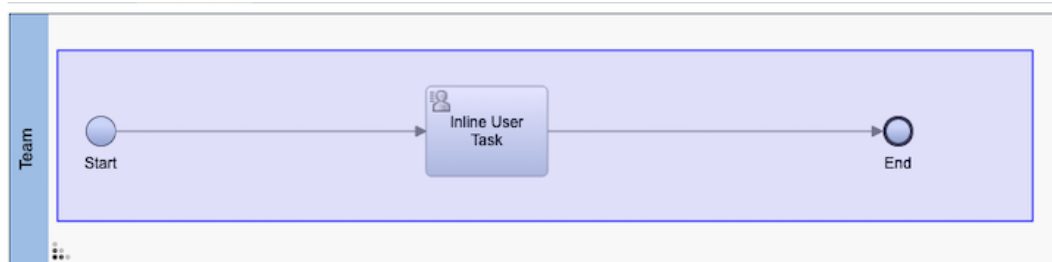 Team
Start
Inline User
Task
End